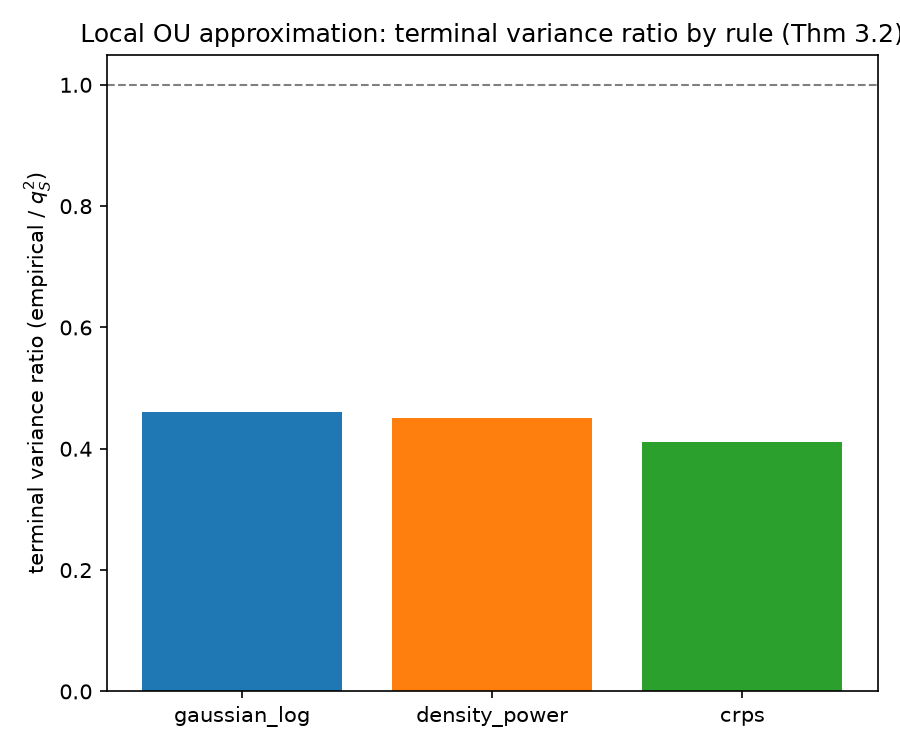 Local OU approximation: terminal variance ratio by rule (Thm 3.2)
terminal variance ratio (empirical / $q_S^2$)
1.0
0.8
0.6
0.4
0.2
0.0
gaussian_log
density_power
crps